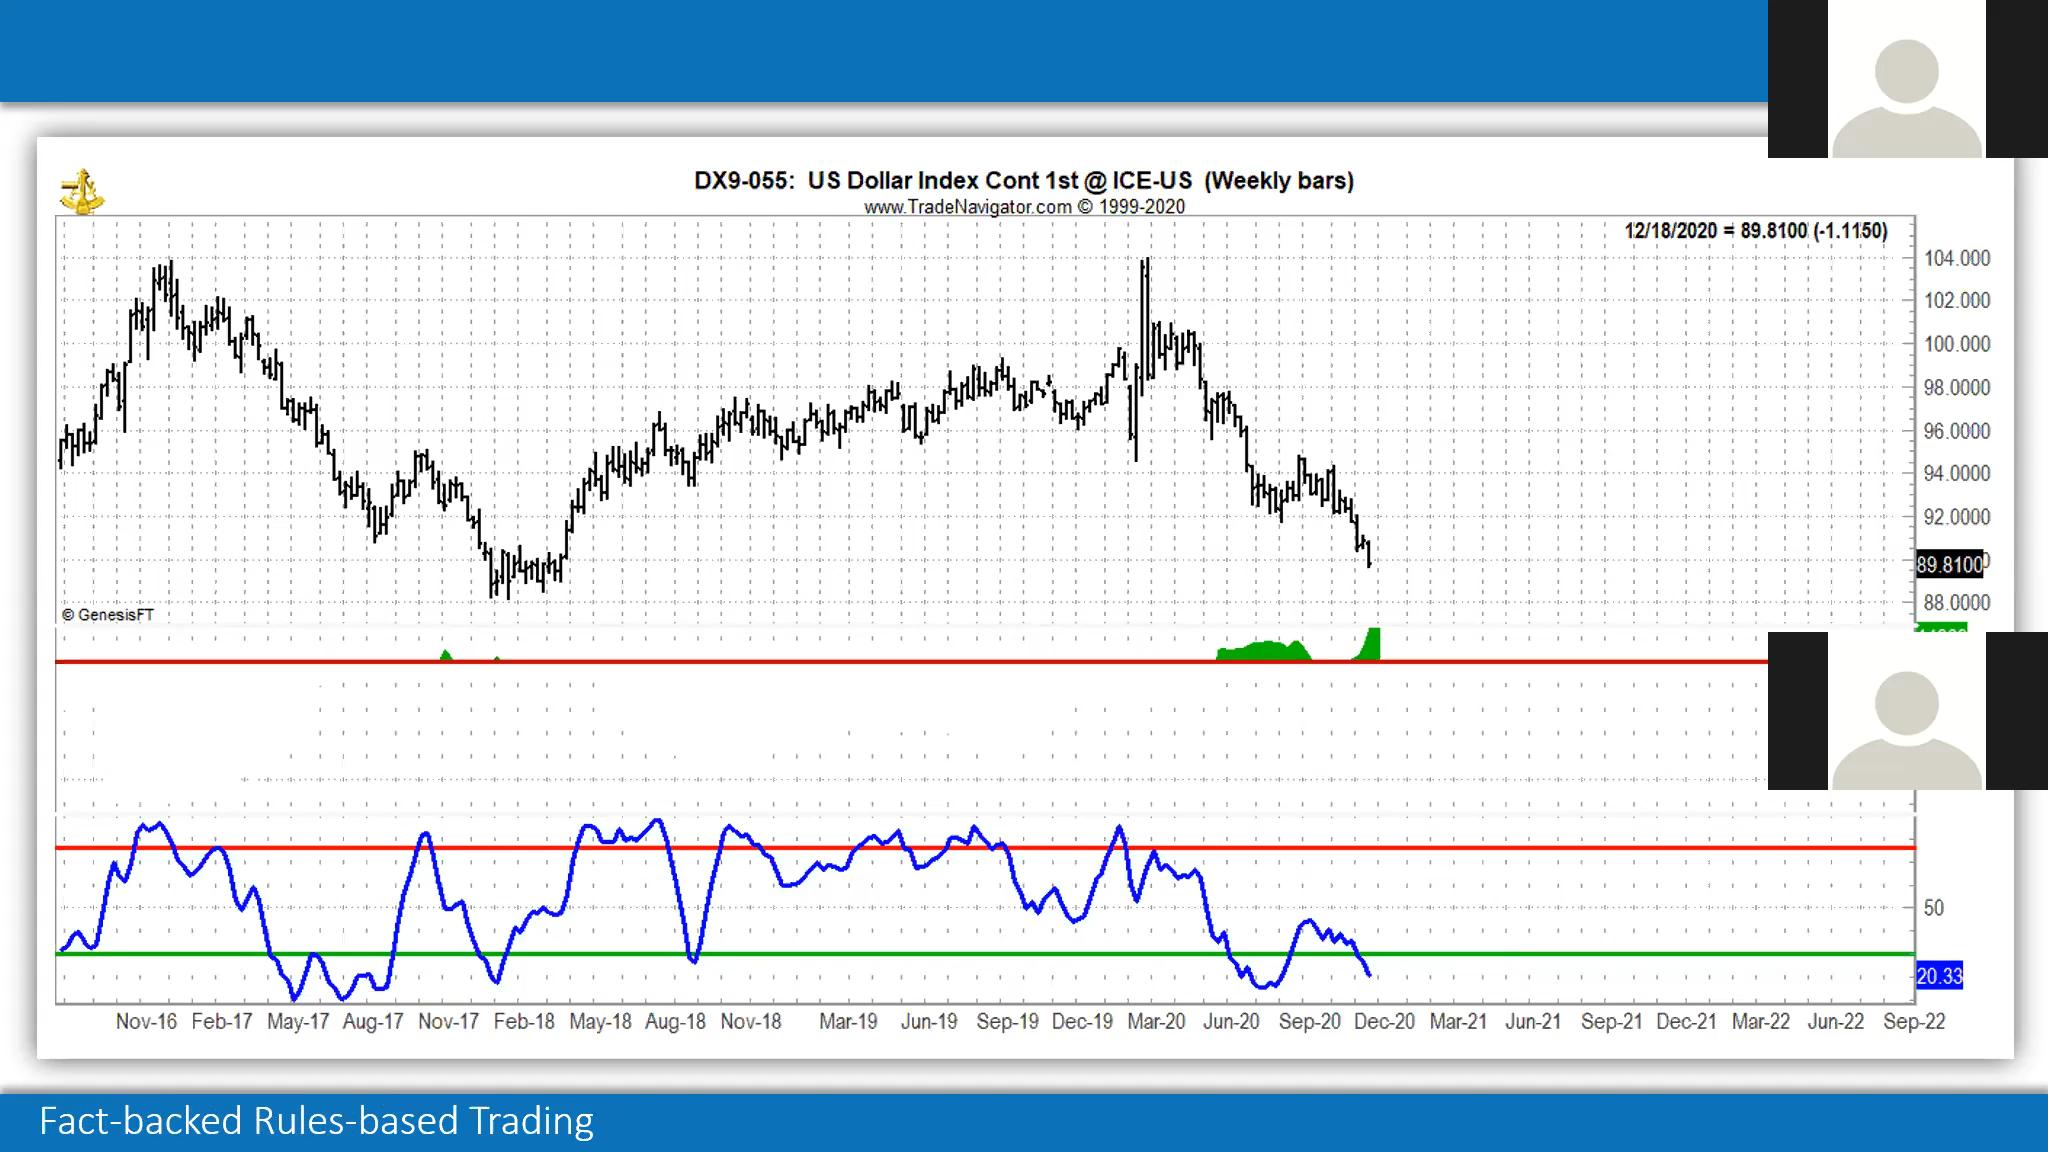 DX9-055: US Dollar Index Cont 1st @ ICE-US (Weekly bars)
www.TradeNavigator.com © 1999-2020
12/18/2020 = 89.8100 (-1.1150)
104.000
102.000
100.000
98.0000
96.0000
94.0000
92.0000
89.8100
88.0000
© GenesisFT
50
20.33
Nov-16 Feb-17 May-17 Aug-17 Nov-17 Feb-18 May-18 Aug-18 Nov-18 Mar-19 Jun-19 Sep-19 Dec-19 Mar-20 Jun-20 Sep-20 Dec-20 Mar-21 Jun-21 Sep-21 Dec-21 Mar-22 Jun-22 Sep-22
Fact-backed Rules-based Trading